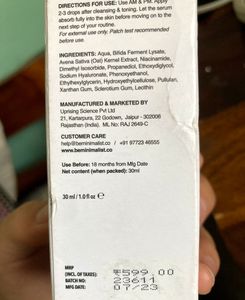 DIRECTIONS FOR USE: Use AM & PM. Apply
2-3 drops after cleansing & toning. Let the serum
absorb fully into the skin before moving on to the
next step of your routine.
For external use only. Patch test recommended
before use.
INGREDIENTS: Aqua, Bifida Ferment Lysate,
Avena Sativa (Oat) Kernel Extract, Niacinamide,
Dimethyl Isosorbide, Propanediol, Ethoxydiglycol,
Sodium Hyaluronate, Phenoxyethanol,
Ethylhexylglycerin, Hydroxyethylcellulose, Pullulan,
Xanthan Gum, Sclerotium Gum, Lecithin
MANUFACTURED & MARKETED BY
Uprising Science Pvt Ltd
21, Kartarpura, 22 Godown, Jaipur - 302006
Rajasthan (India). ML No: RAJ 2649-C
CUSTOMER CARE
help@beminimalist.co / +91 97723 46555
www.beminimalist.co
Use Before: 18 months from Mfg Date
Net content (when packed): 30ml
30 ml / 1.0 fl oz e
MRP
(INCL. OF TAXES): ₹599.00
BATCH NO: 23611
MFG DATE: 07/23